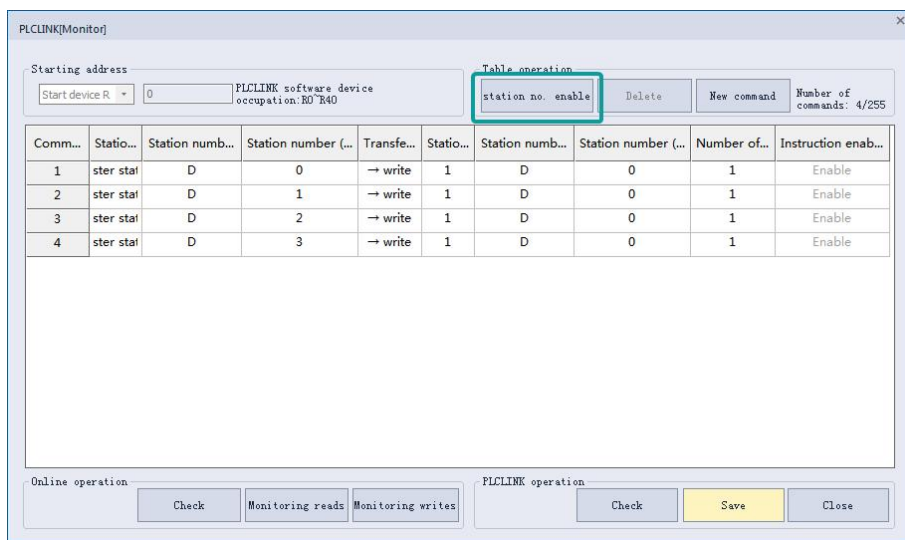 PLCLINK[Monitor]
Starting address
Start device R 0 PLCLINK software device
occupation:R0~R40
Table operation
station no. enable Delete New command Number of
commands: 4/255
Comm... Statio... Station numb... Station number (... Transfe... Statio... Station numb... Station number (... Number of... Instruction enab...
1 ster stat D 0 → write 1 D 0 1 Enable
2 ster stat D 1 → write 1 D 0 1 Enable
3 ster stat D 2 → write 1 D 0 1 Enable
4 ster stat D 3 → write 1 D 0 1 Enable
Online operation
Check Monitoring reads Monitoring writes
PLCLINK operation
Check Save Close